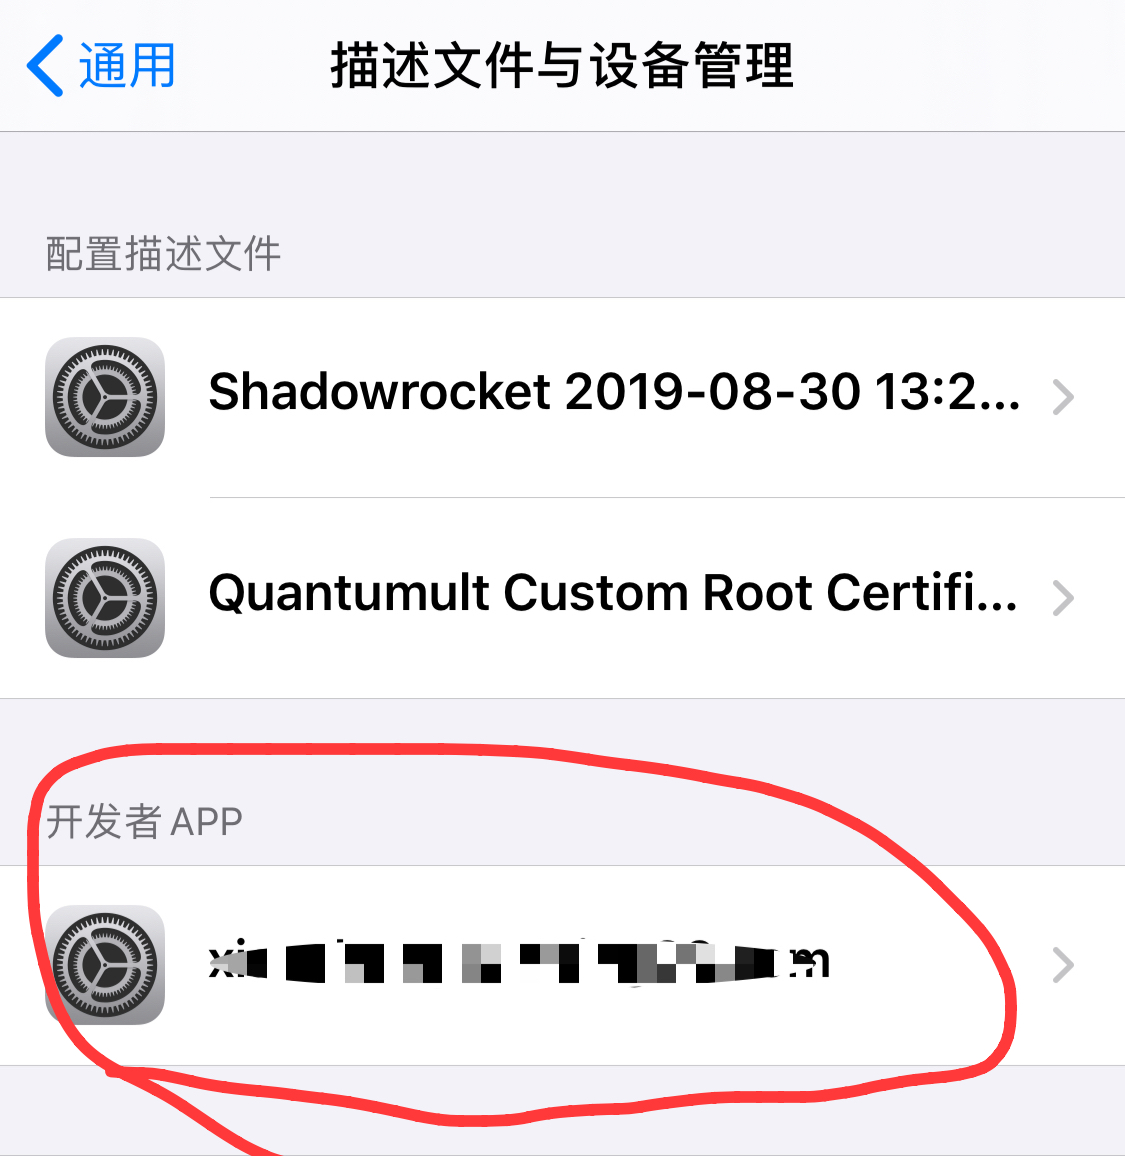 通用
描述文件与设备管理
配置描述文件
Shadowrocket 2019-08-30 13:2...
Quantumult Custom Root Certifi...
开发者 APP